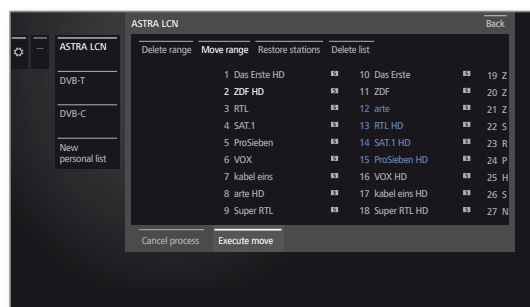 ASTRA LCN Back
... ASTRA LCN
DVB-T
DVB-C
New
personal list
Delete range Move range Restore stations Delete list
1 Das Erste HD S 10 Das Erste S 19 Z
2 ZDF HD S 11 ZDF S 20 Z
3 RTL S 12 arte S 21 Z
4 SAT.1 S 13 RTL HD S 22 S
5 ProSieben S 14 SAT.1 HD S 23 R
6 VOX S 15 ProSieben HD S 24 P
7 kabel eins S 16 VOX HD S 25 H
8 arte HD S 17 kabel eins HD S 26 S
9 Super RTL S 18 Super RTL HD S 27 N
Cancel process Execute move